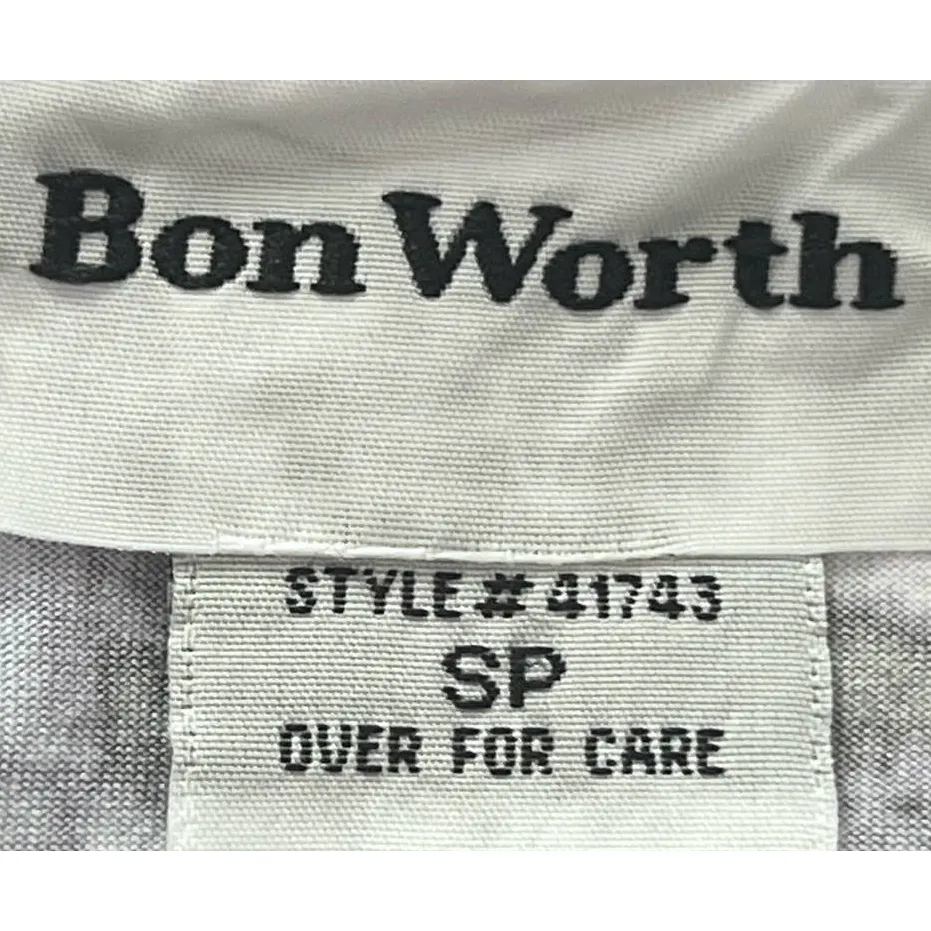 Bon Worth
STYLE # 41743
SP
OVER FOR CARE